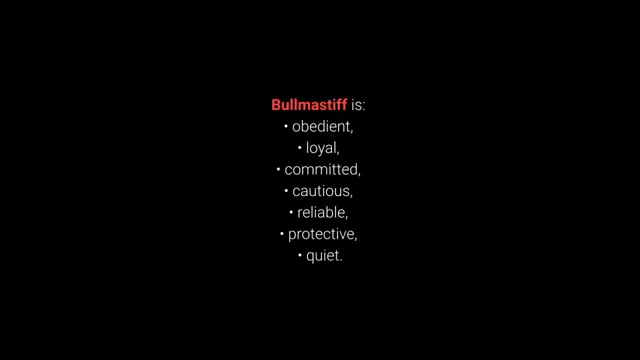 Bullmastiff is:
• obedient,
• loyal,
• committed,
• cautious,
• reliable,
• protective,
• quiet.